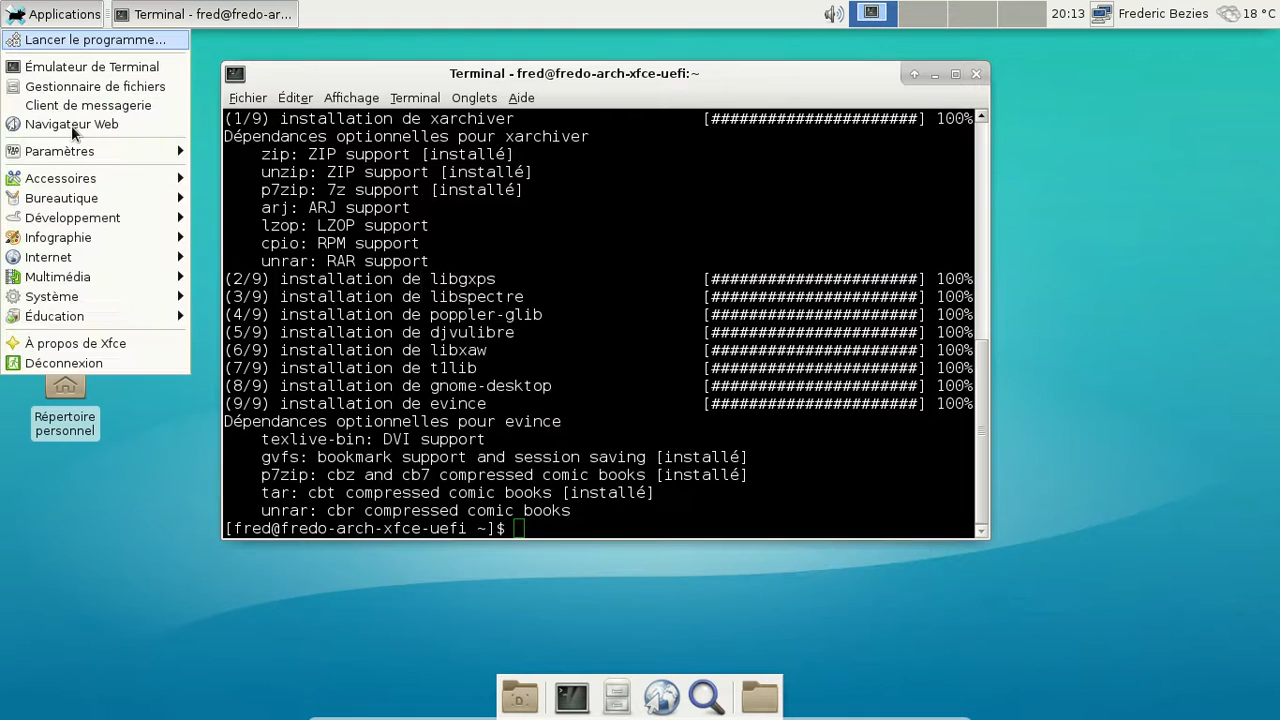 Applications
Terminal - fred@fredo-arch-xfce-uefi:...
20:13
Frederic Bezies
18 °C
Lancer le programme...
Émulateur de Terminal
Gestionnaire de fichiers
Client de messagerie
Navigateur Web
Paramètres
Accessoires
Bureautique
Développement
Infographie
Internet
Multimédia
Système
Éducation
À propos de Xfce
Déconnexion
Répertoire
personnel
Terminal - fred@fredo-arch-xfce-uefi:~
Fichier Éditer Affichage Terminal Onglets Aide
(1/9) installation de xarchiver [######################] 100%
Dépendances optionnelles pour xarchiver
zip: ZIP support [installé]
unzip: ZIP support [installé]
p7zip: 7z support [installé]
arj: ARJ support
lzop: LZOP support
cpio: RPM support
unrar: RAR support
(2/9) installation de libgxps [######################] 100%
(3/9) installation de libspectre [######################] 100%
(4/9) installation de poppler-glib [######################] 100%
(5/9) installation de djvulibre [######################] 100%
(6/9) installation de libxaw [######################] 100%
(7/9) installation de t1lib [######################] 100%
(8/9) installation de gnome-desktop [######################] 100%
(9/9) installation de evince [######################] 100%
Dépendances optionnelles pour evince
texlive-bin: DVI support
gvfs: bookmark support and session saving [installé]
p7zip: cbz and cb7 compressed comic books [installé]
tar: cbt compressed comic books [installé]
unrar: cbr compressed comic books
[fred@fredo-arch-xfce-uefi ~]$
D